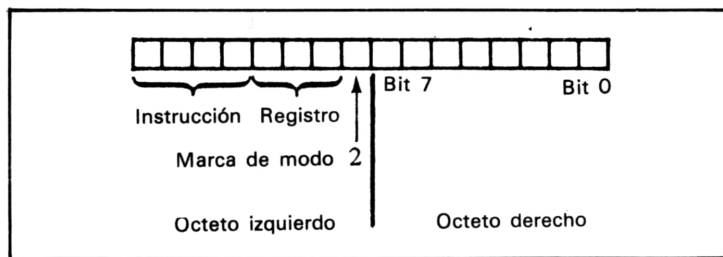 Bit 7 Bit 0
Instrucción Registro
Marca de modo 2
Octeto izquierdo Octeto derecho